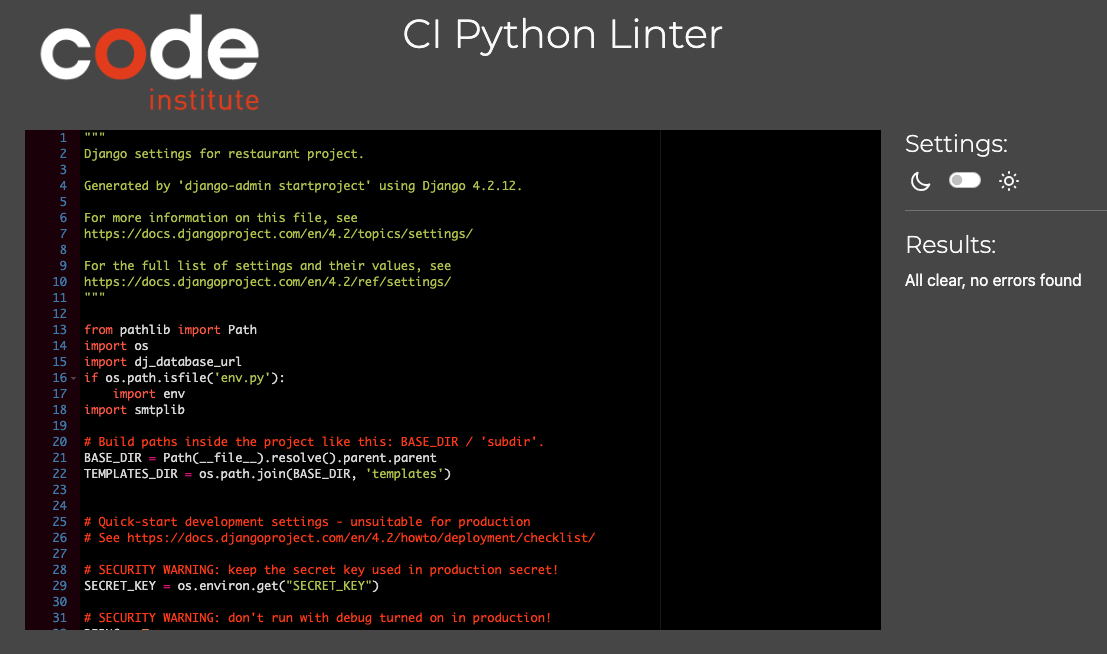 code
institute
CI Python Linter
1 """
2 Django settings for restaurant project.
3
4 Generated by 'django-admin startproject' using Django 4.2.12.
5
6 For more information on this file, see
7 https://docs.djangoproject.com/en/4.2/topics/settings/
8
9 For the full list of settings and their values, see
10 https://docs.djangoproject.com/en/4.2/ref/settings/
11 """
12
13 from pathlib import Path
14 import os
15 import dj_database_url
16 if os.path.isfile('env.py'):
17     import env
18 import smtplib
19
20 # Build paths inside the project like this: BASE_DIR / 'subdir'.
21 BASE_DIR = Path(__file__).resolve().parent.parent
22 TEMPLATES_DIR = os.path.join(BASE_DIR, 'templates')
23
24
25 # Quick-start development settings - unsuitable for production
26 # See https://docs.djangoproject.com/en/4.2/howto/deployment/checklist/
27
28 # SECURITY WARNING: keep the secret key used in production secret!
29 SECRET_KEY = os.environ.get("SECRET_KEY")
30
31 # SECURITY WARNING: don't run with debug turned on in production!
Settings:
Results:
All clear, no errors found